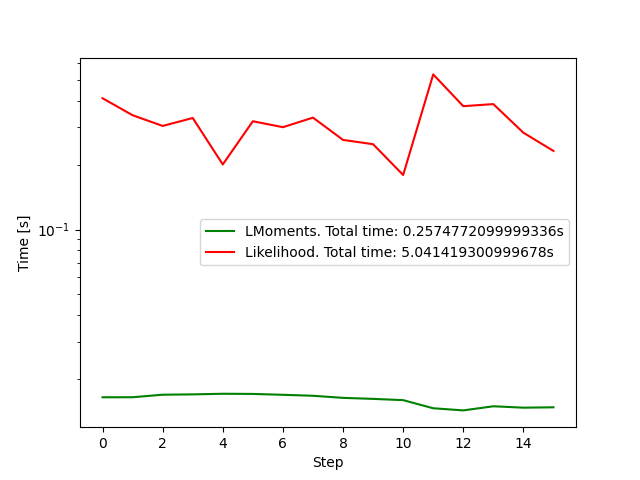 Time [s]
10⁻¹
LMoments. Total time: 0.2574772099999336s
Likelihood. Total time: 5.041419300999678s
0 2 4 6 8 10 12 14
Step